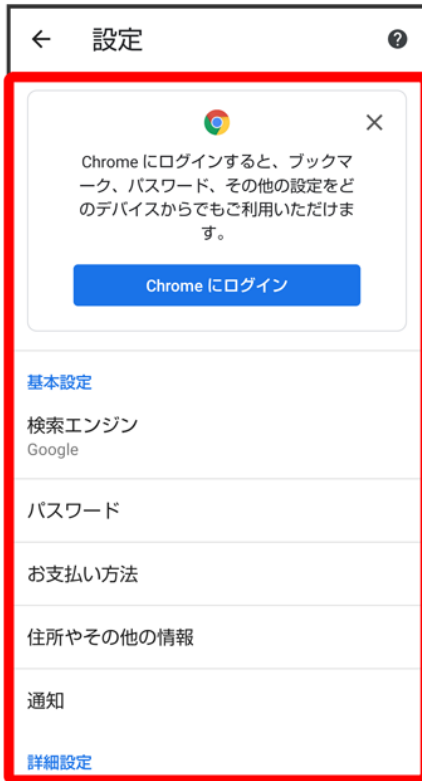 設定
Chrome にログインすると、ブックマ
ーク、パスワード、その他の設定をど
のデバイスからでもご利用いただけま
す。
Chrome にログイン
基本設定
検索エンジン
Google
パスワード
お支払い方法
住所やその他の情報
通知
詳細設定